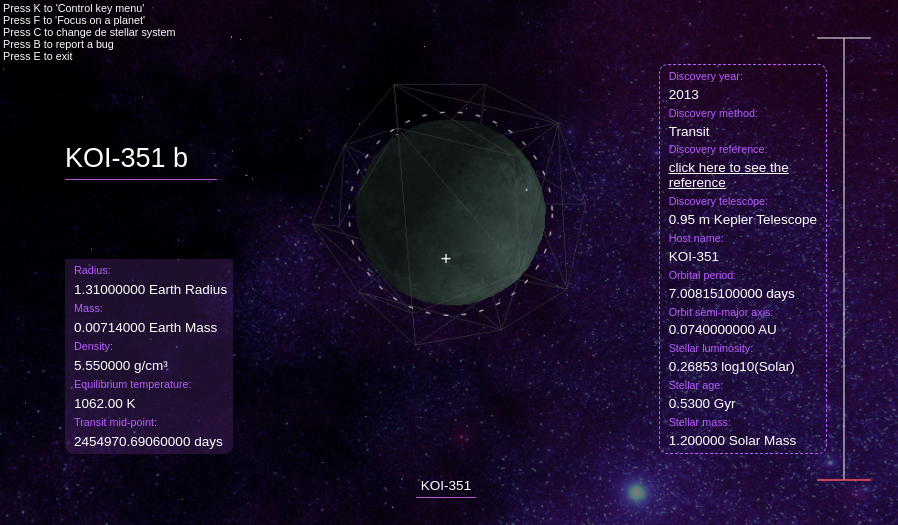 Press K to 'Control key menu'
Press F to 'Focus on a planet'
Press C to change de stellar system
Press B to report a bug
Press E to exit
KOI-351 b
Radius:
1.31000000 Earth Radius
Mass:
0.00714000 Earth Mass
Density:
5.550000 g/cm³
Equilibrium temperature:
1062.00 K
Transit mid-point:
2454970.69060000 days
Discovery year:
2013
Discovery method:
Transit
Discovery reference:
click here to see the
reference
Discovery telescope:
0.95 m Kepler Telescope
Host name:
KOI-351
Orbital period:
7.00815100000 days
Orbit semi-major axis:
0.0740000000 AU
Stellar luminosity:
0.26853 log10(Solar)
Stellar age:
0.5300 Gyr
Stellar mass:
1.200000 Solar Mass
KOI-351